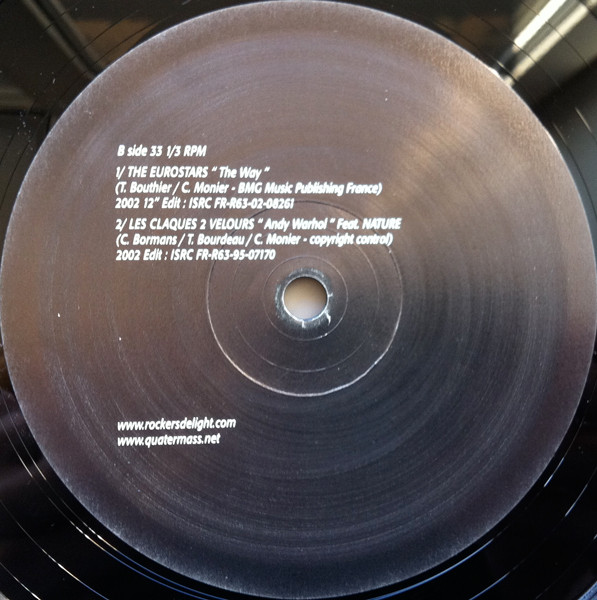 B side 33 1/3 RPM
1/ THE EUROSTARS " The Way "
(T. Bouthier / C. Monier - BMG Music Publishing France)
2002 12" Edit : ISRC FR-R63-02-08261
2/ LES CLAQUES 2 VELOURS " Andy Warhol " Feat. NATURE
(C. Bormans / T. Bourdeau / C. Monier - copyright control)
2002 Edit : ISRC FR-R63-95-07170
www.rockersdelight.com
www.quatermass.net